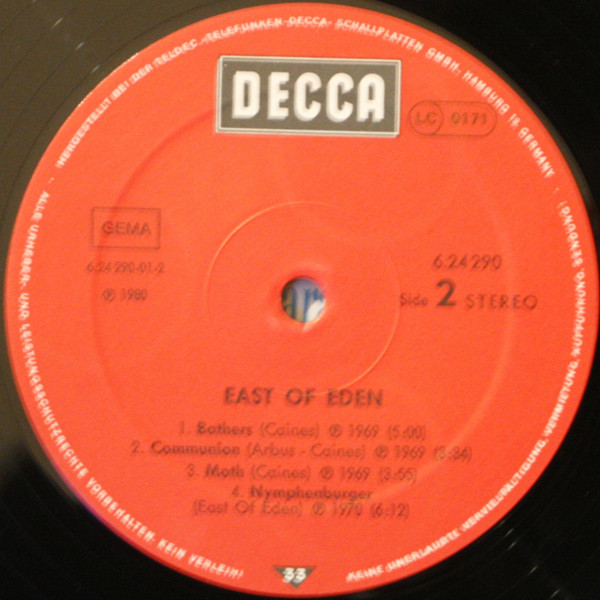 HERGESTELLT BEI DER TELDEC „TELEFUNKEN-DECCA" SCHALLPLATTEN GMBH, HAMBURG 19, GERMANY
DECCA
LC 0171
GEMA
6.24 290-01-2
℗ 1980
6.24 290
Side 2 STEREO
EAST OF EDEN
1. Bathers (Caines) ℗ 1969 (5:00)
2. Communion (Arbus - Caines) ℗ 1969 (3:34)
3. Moth (Caines) ℗ 1969 (3:55)
4. Nymphenburger
(East Of Eden) ℗ 1970 (6:12)
33
ALLE URHEBER- UND LEISTUNGSSCHUTZRECHTE VORBEHALTEN. KEIN VERLEIH!
KEINE UNERLAUBTE VERVIELFÄLTIGUNG, VERMIETUNG, AUFFÜHRUNG, SENDUNG!